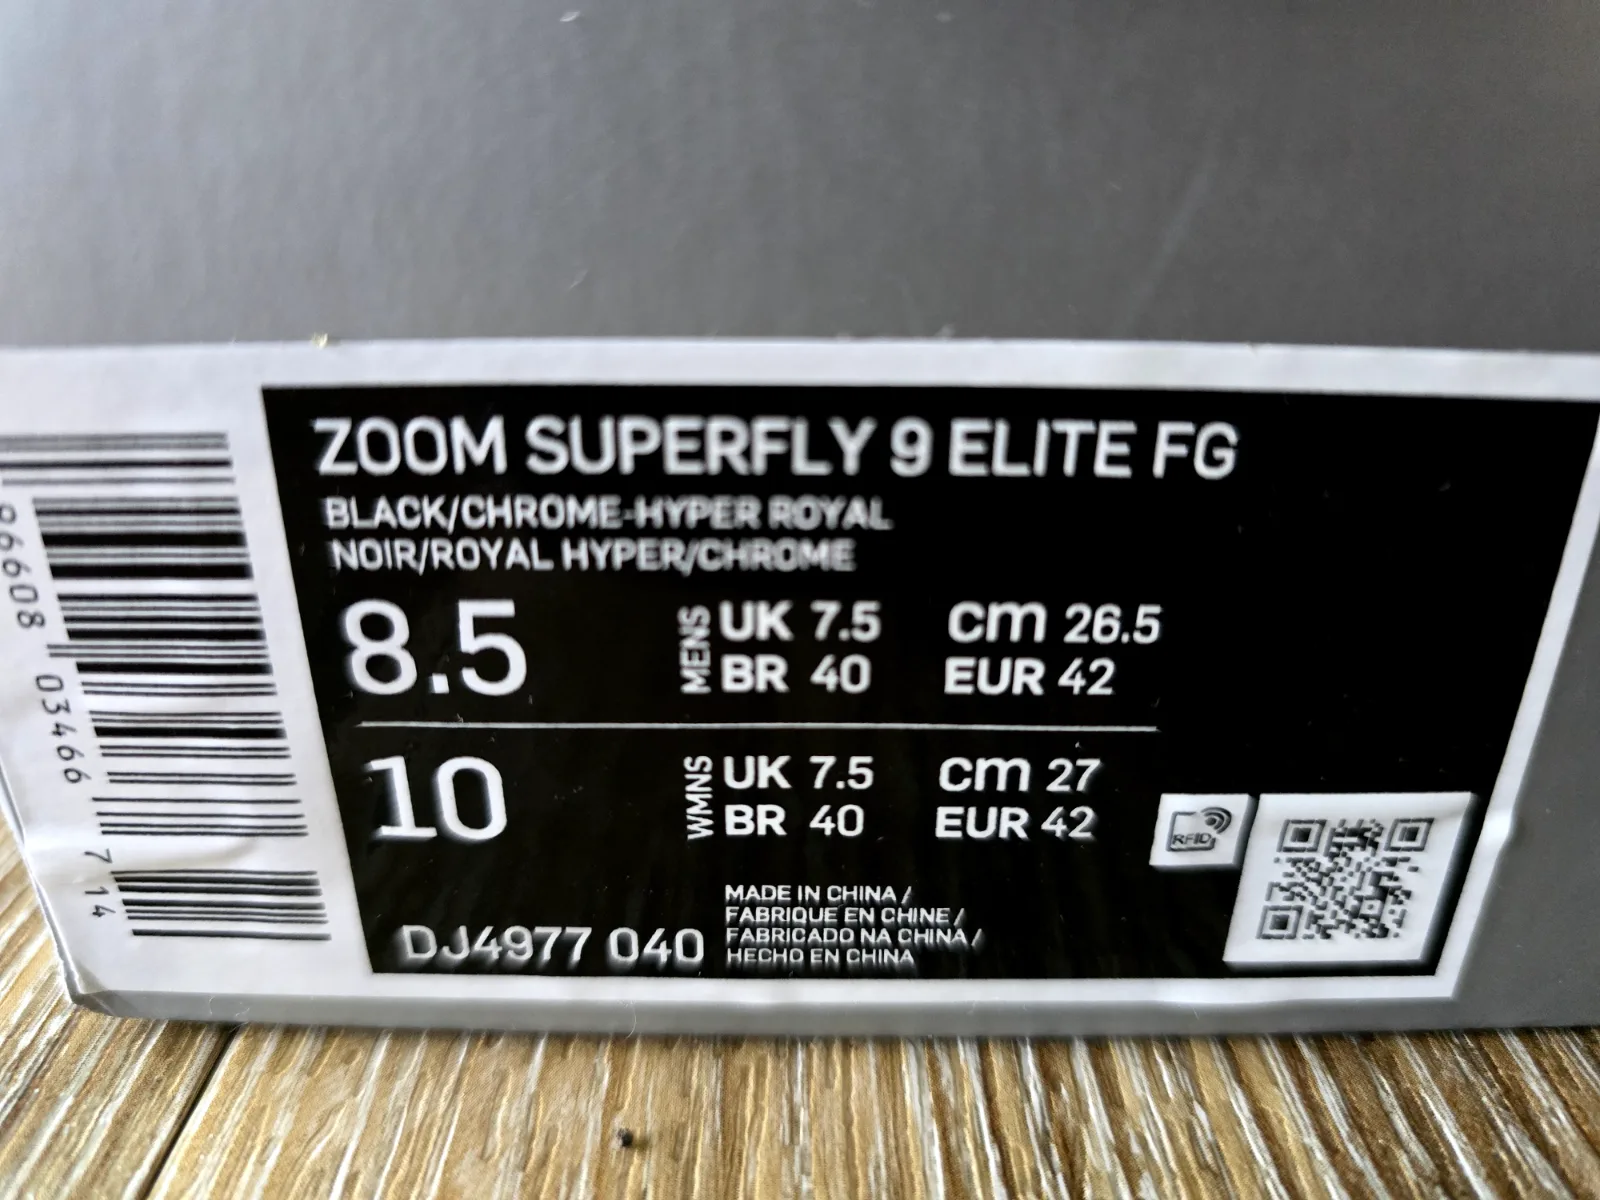 ZOOM SUPERFLY 9 ELITE FG
BLACK/CHROME-HYPER ROYAL
NOIR/ROYAL HYPER/CHROME
8.5
MENS
UK 7.5 cm 26.5
BR 40 EUR 42
10
WMNS
UK 7.5 cm 27
BR 40 EUR 42
RFID
DJ4977 040
MADE IN CHINA /
FABRIQUE EN CHINE /
FABRICADO NA CHINA /
HECHO EN CHINA
03466
714